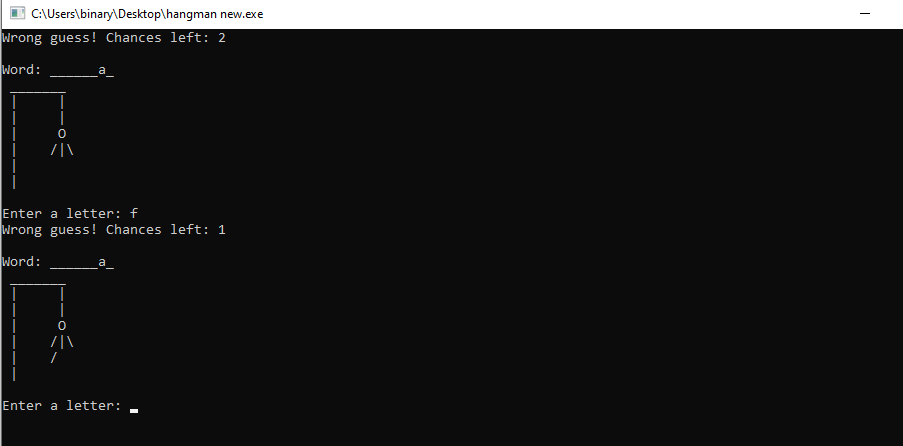 C:\Users\binary\Desktop\hangman new.exe
Wrong guess! Chances left: 2
Word: ______a_
 _______
 |     |
 |     |
 |     O
 |    /|\
 |
 |
Enter a letter: f
Wrong guess! Chances left: 1
Word: ______a_
 _______
 |     |
 |     |
 |     O
 |    /|\
 |    /
 |
Enter a letter: